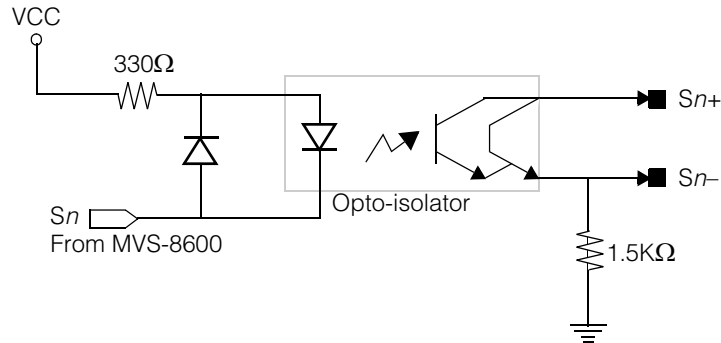 VCC
330Ω
Sn+
Sn–
Opto-isolator
Sn
From MVS-8600
1.5KΩ